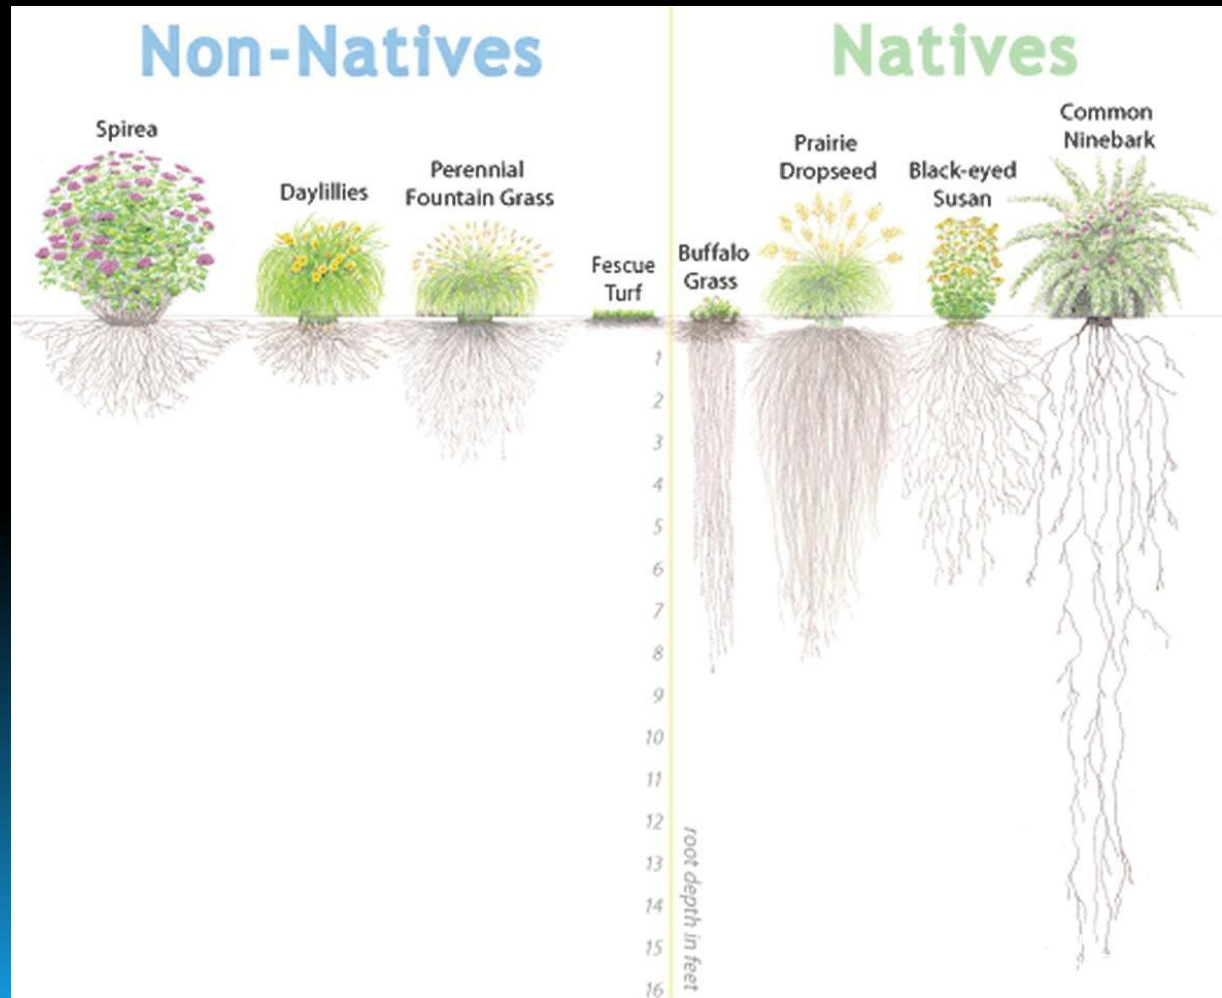 Non-Natives
Natives
Spirea
Daylillies
Perennial
Fountain Grass
Fescue
Turf
Buffalo
Grass
Prairie
Dropseed
Black-eyed
Susan
Common
Ninebark
1
2
3
4
5
6
7
8
9
10
11
12
13
14
15
16
root depth in feet